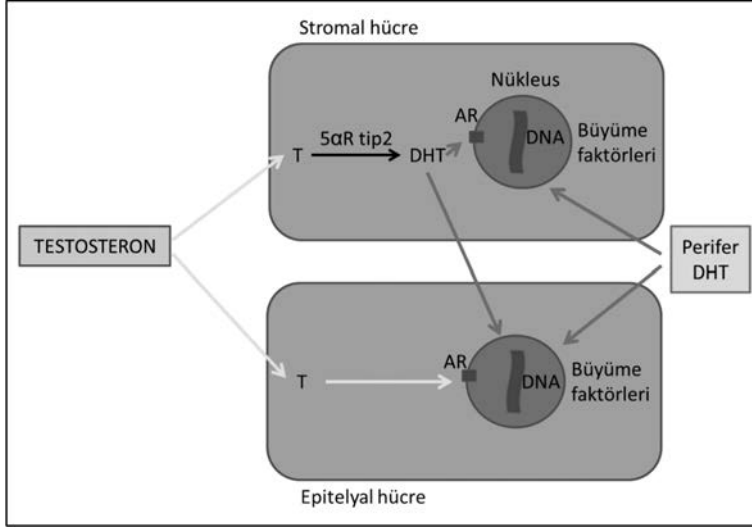 Stromal hücre
Nükleus
AR
DNA
Büyüme
faktörleri
T
5αR tip2
DHT
TESTOSTERON
Perifer
DHT
AR
DNA
Büyüme
faktörleri
T
Epitelyal hücre